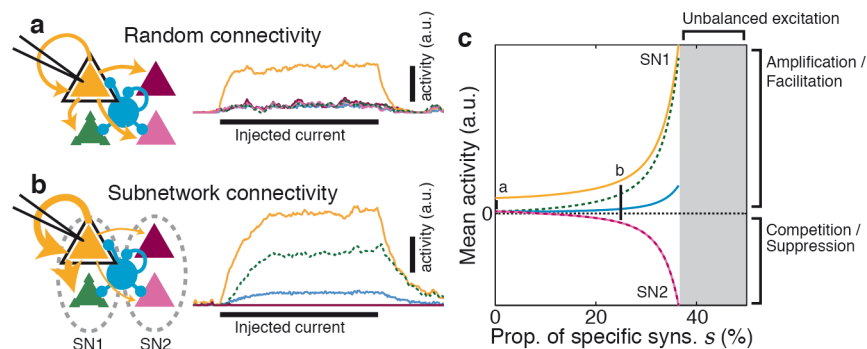 a
Random connectivity
activity (a.u.)
Injected current
b
Subnetwork connectivity
activity (a.u.)
Injected current
SN1
SN2
c
Unbalanced excitation
Mean activity (a.u.)
0
a
b
SN1
SN2
Amplification /
Facilitation
Competition /
Suppression
0
20
40
Prop. of specific syns. s (%)